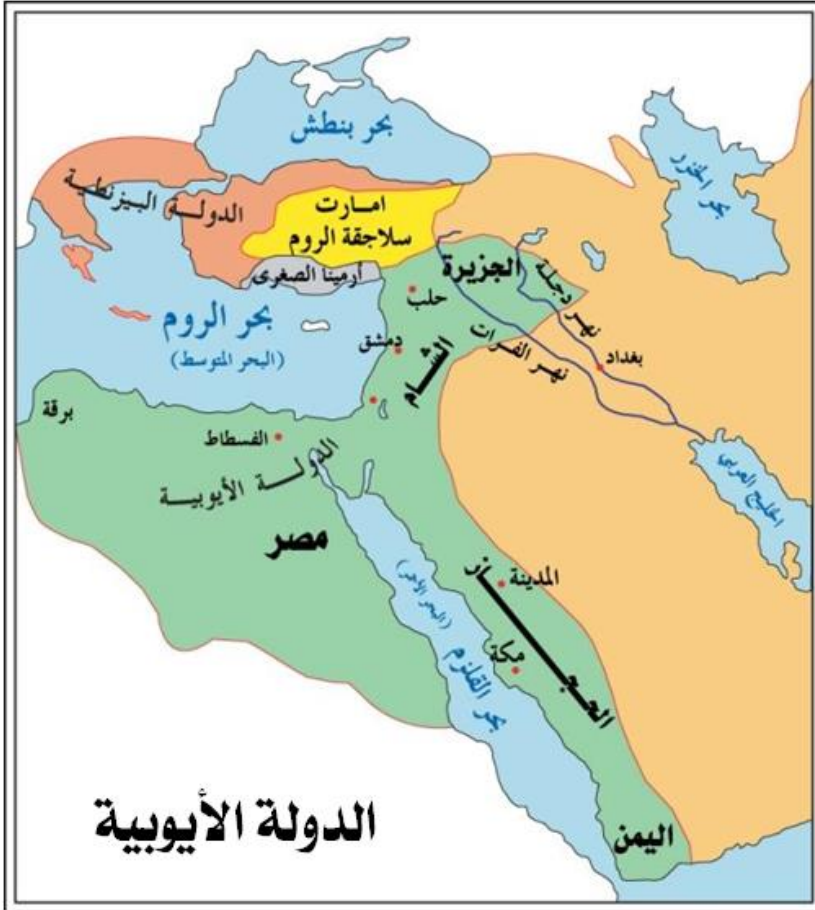 بحر بنطش
بحر الخزر
الدولة البيزنطية
امارت
سلاجقة الروم
أرمينا الصغرى
الجزيرة
حلب
نهر دجلة
بحر الروم
(البحر المتوسط)
دمشق
الشام
نهر الفرات
بغداد
برقة
الفسطاط
الدولة الأيوبية
الخليج العربي
مصر
المدينة
الحجاز
(البحر الأحمر)
مكة
بحر القلزم
الدولة الأيوبية
اليمن